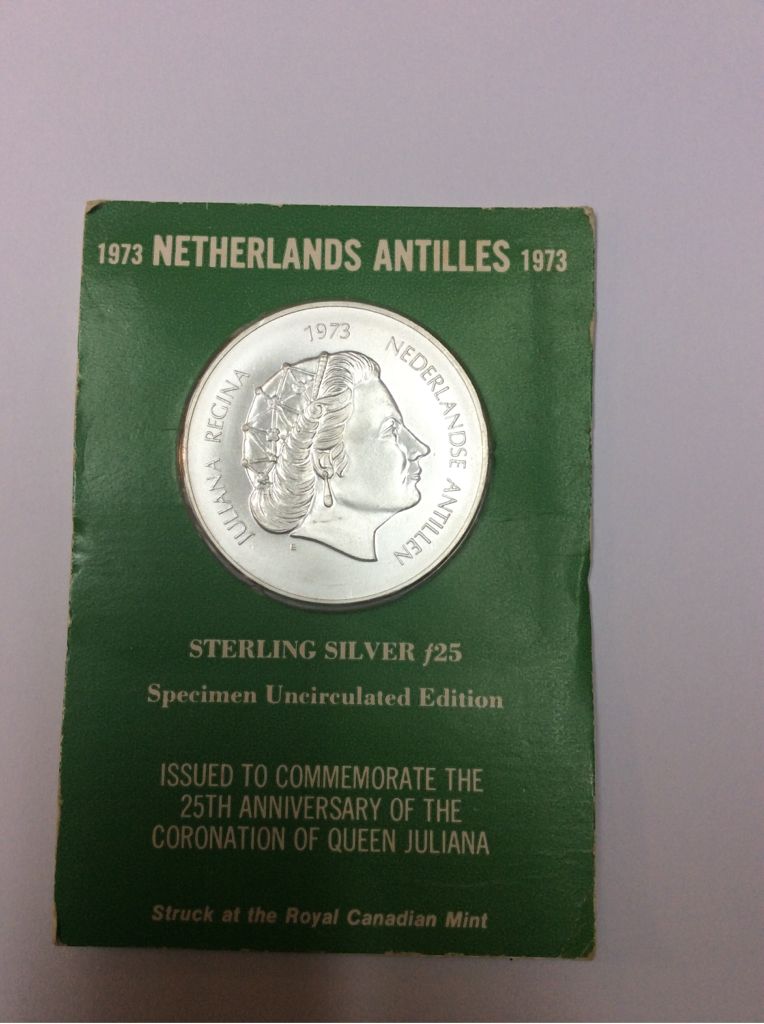 1973 NETHERLANDS ANTILLES 1973
JULIANA REGINA
1973
NEDERLANDSE ANTILLEN
STERLING SILVER ƒ25
Specimen Uncirculated Edition
ISSUED TO COMMEMORATE THE
25TH ANNIVERSARY OF THE
CORONATION OF QUEEN JULIANA
Struck at the Royal Canadian Mint